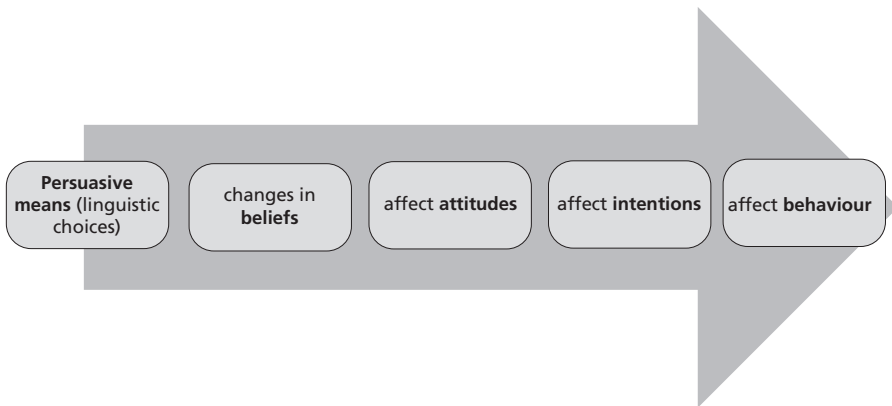 Persuasive
means (linguistic
choices)
changes in
beliefs
affect attitudes
affect intentions
affect behaviour